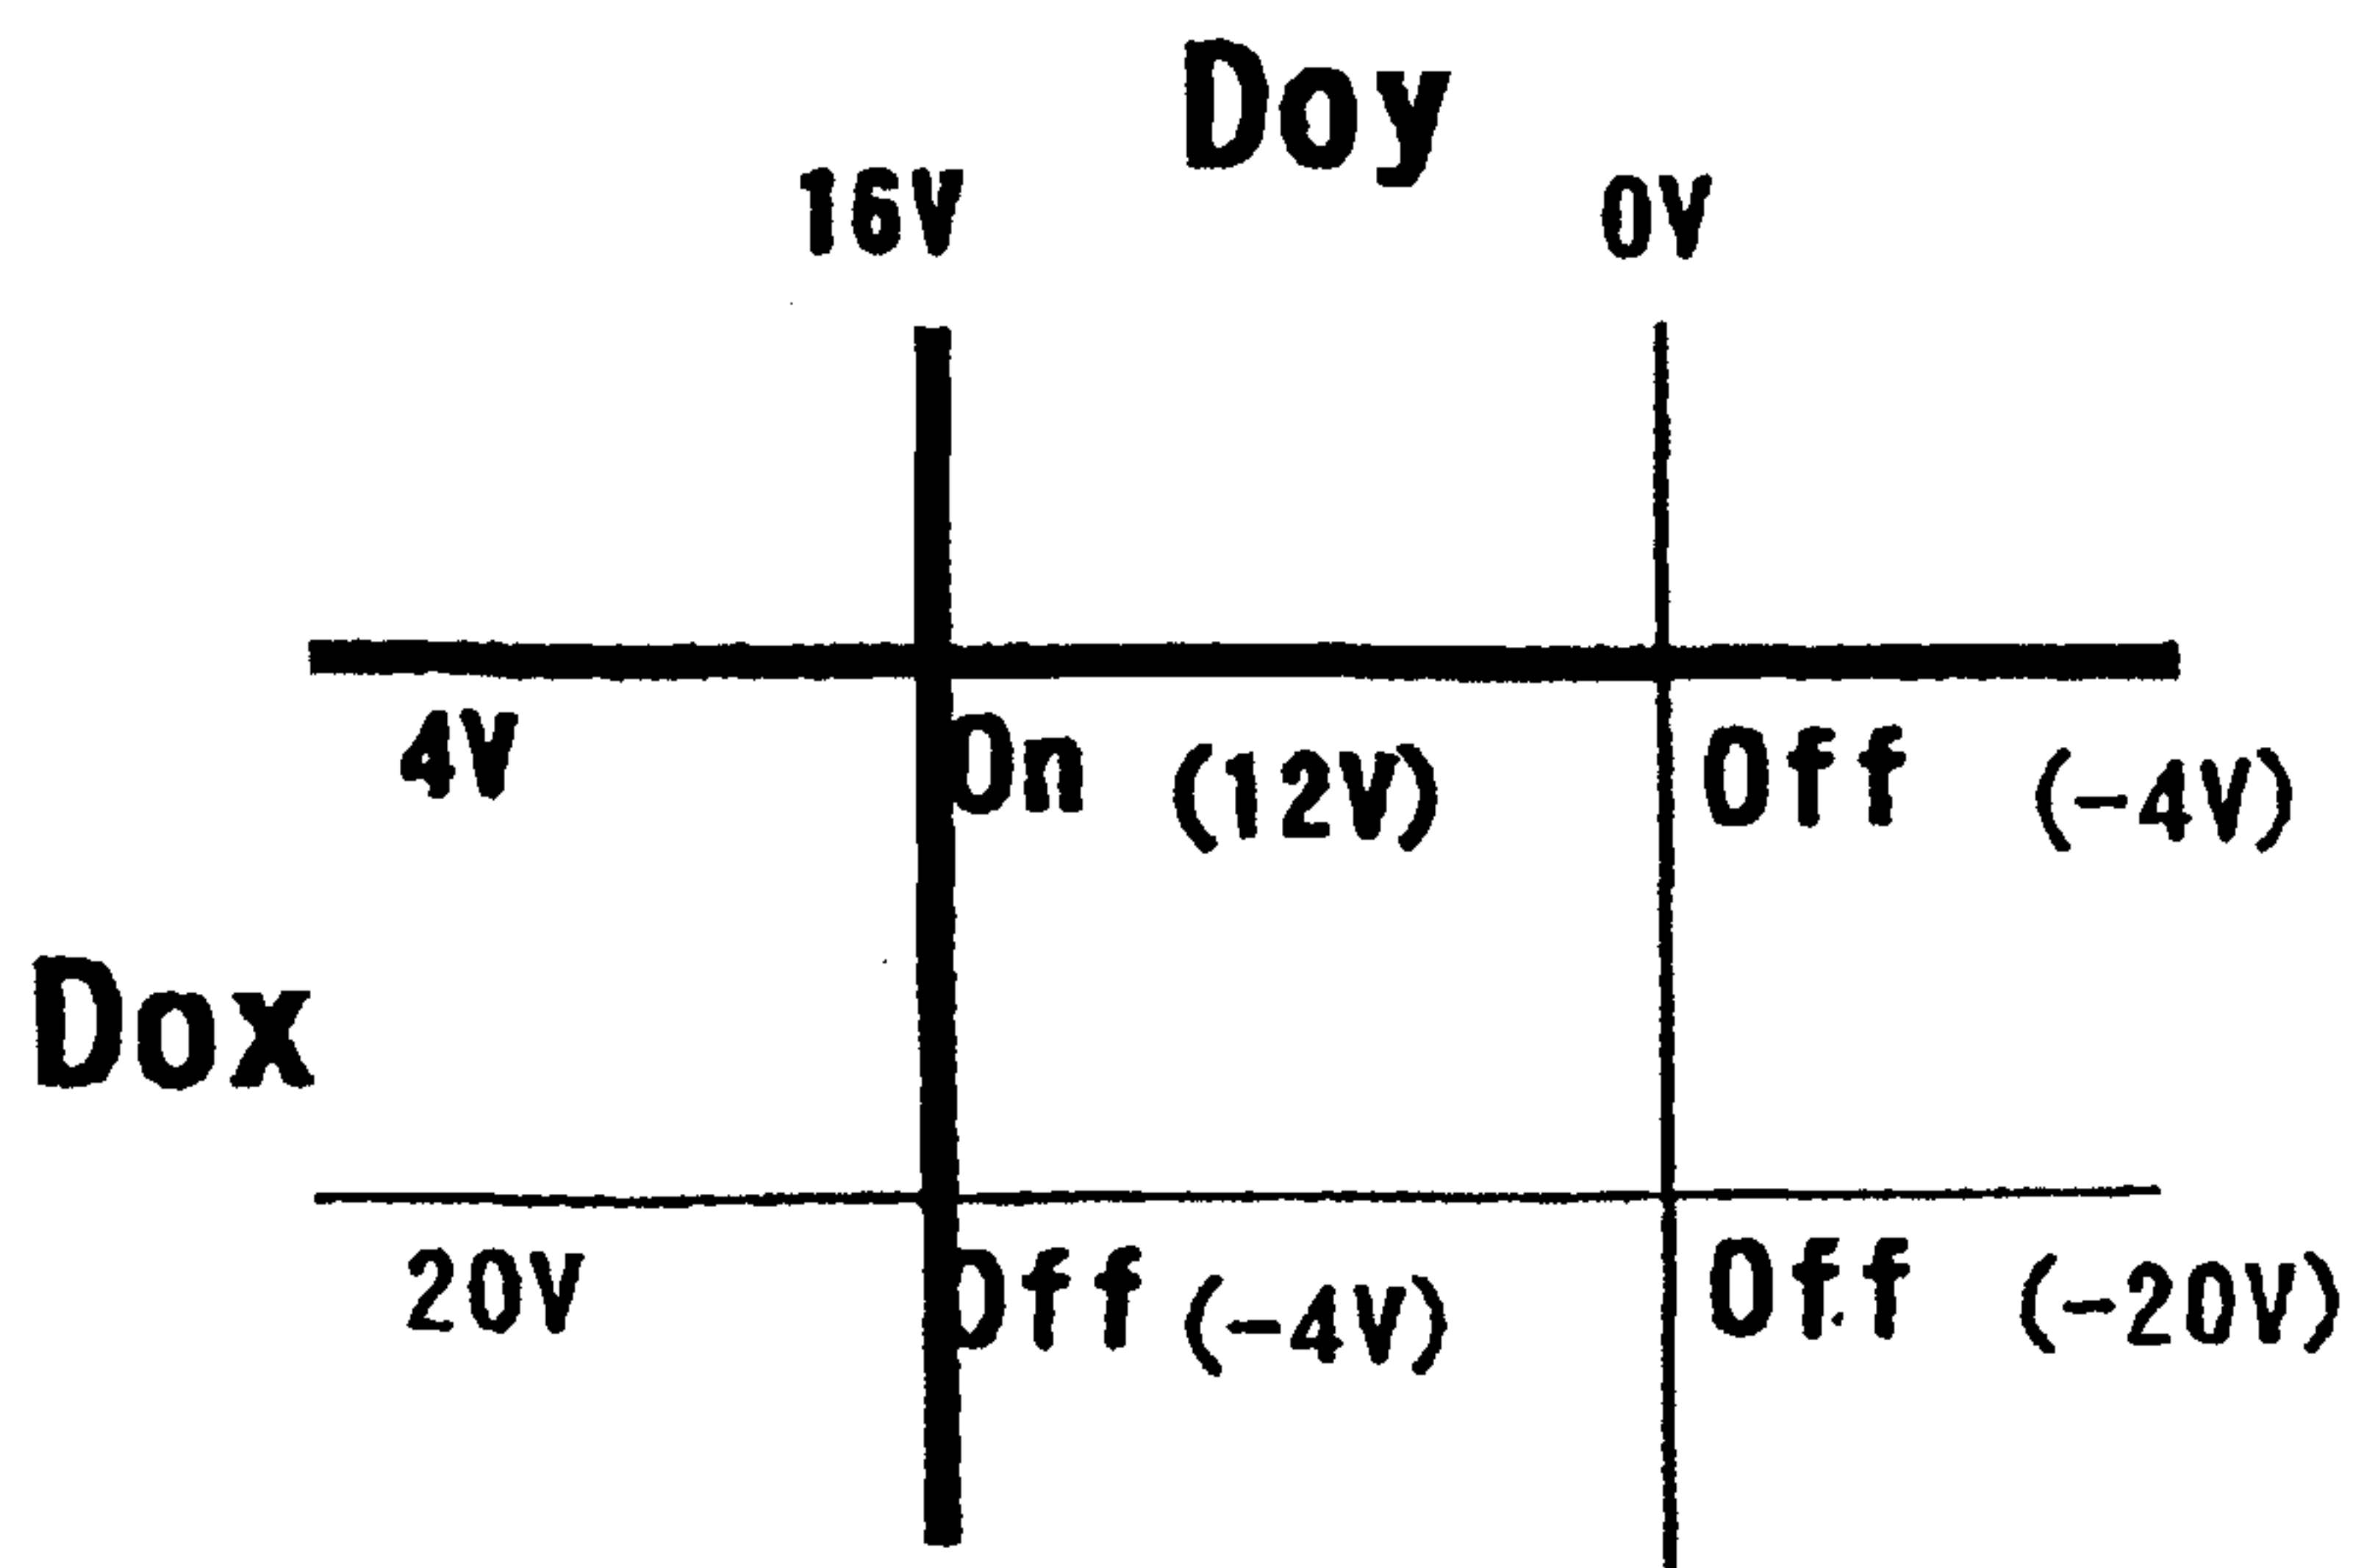 Doy
16V 0V
4V On (12V) Off (-4V)
Dox
20V Off (-4V) Off (-20V)